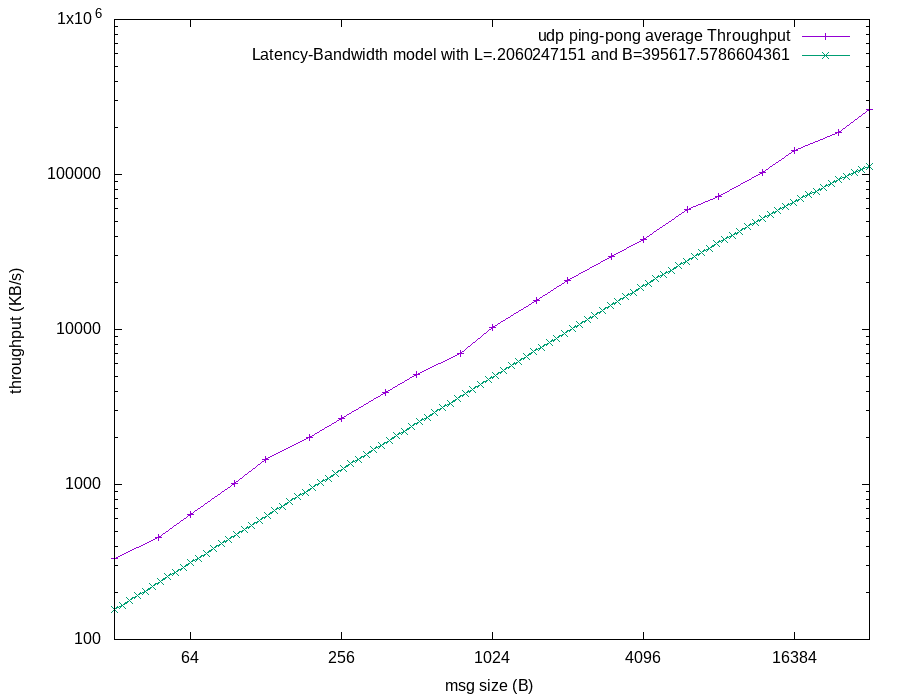 1x10^6
udp ping-pong average Throughput
Latency-Bandwidth model with L=.2060247151 and B=395617.5786604361
100000
10000
1000
100
throughput (KB/s)
64 256 1024 4096 16384
msg size (B)